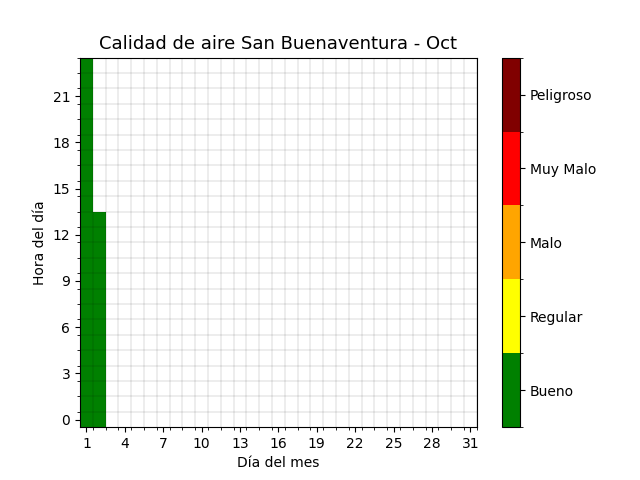 Calidad de aire San Buenaventura - Oct
Hora del día
21
18
15
12
9
6
3
0
1 4 7 10 13 16 19 22 25 28 31
Día del mes
Peligroso
Muy Malo
Malo
Regular
Bueno